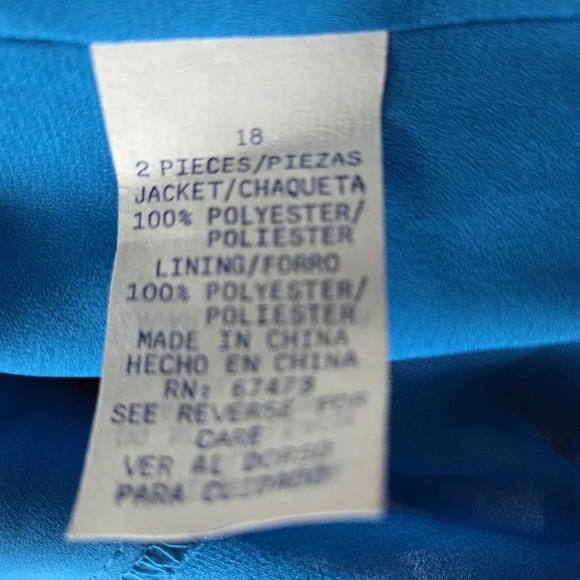 18
2 PIECES/PIEZAS
JACKET/CHAQUETA
100% POLYESTER/
POLIESTER
LINING/FORRO
100% POLYESTER/
POLIESTER
MADE IN CHINA
HECHO EN CHINA
RN: 67473
SEE REVERSE FOR
CARE
VER AL DORSO
PARA CUIDADO